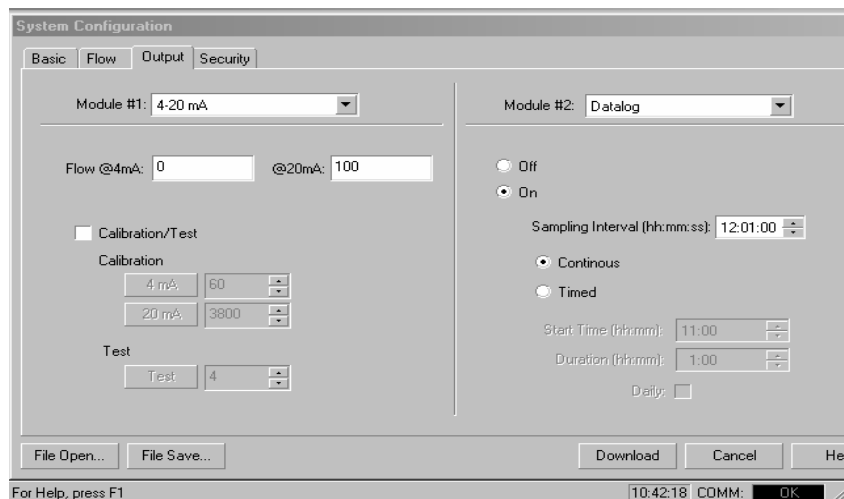 System Configuration
Basic Flow Output Security
Module #1: 4-20 mA
Flow @4mA: 0 @20mA: 100
Calibration/Test
Calibration
4 mA 60
20 mA 3800
Test
Test 4
Module #2: Datalog
Off
On
Sampling Interval (hh:mm:ss): 12:01:00
Continous
Timed
Start Time (hh:mm): 11:00
Duration (hh:mm): 1:00
Daily:
File Open... File Save... Download Cancel He
For Help, press F1 10:42:18 COMM: OK